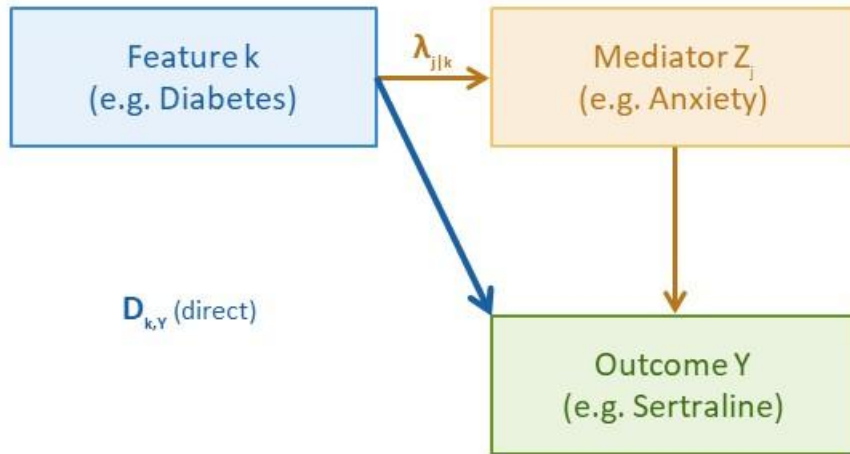 Feature k
(e.g. Diabetes)
λj|k
Mediator Zj
(e.g. Anxiety)
Dk,Y (direct)
Outcome Y
(e.g. Sertraline)